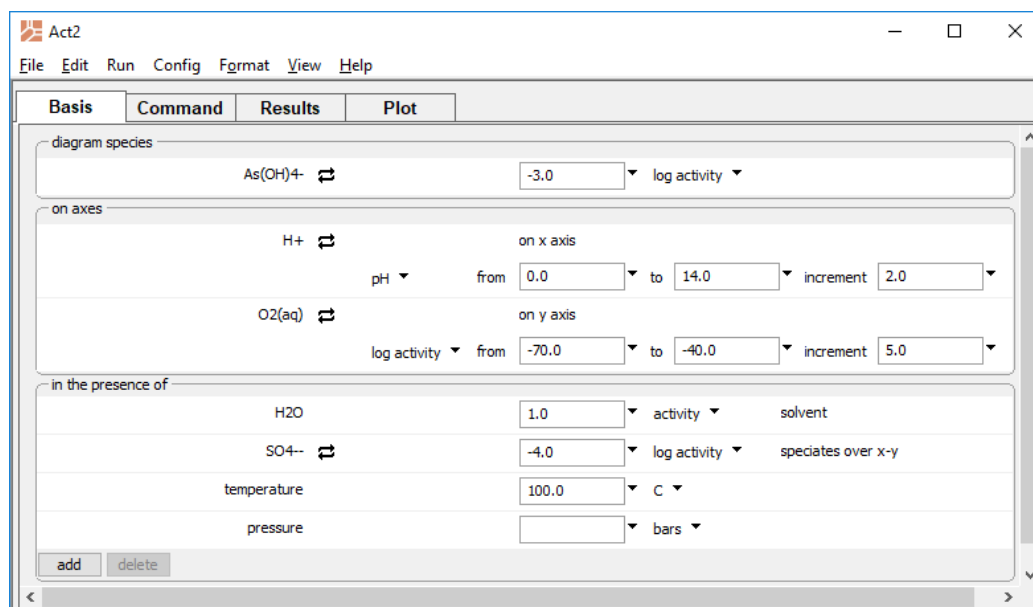 Act2
File Edit Run Config Format View Help
Basis Command Results Plot
diagram species
As(OH)4- -3.0 log activity
on axes
H+ on x axis
pH from 0.0 to 14.0 increment 2.0
O2(aq) on y axis
log activity from -70.0 to -40.0 increment 5.0
in the presence of
H2O 1.0 activity solvent
SO4-- -4.0 log activity speciates over x-y
temperature 100.0 C
pressure bars
add delete